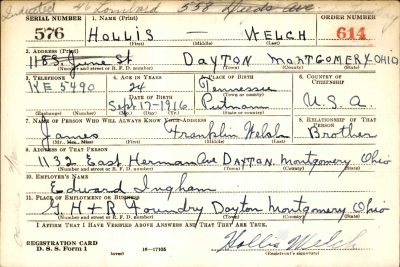 46 Lombard 558 Deeds Ave
SERIAL NUMBER 1. NAME (Print) ORDER NUMBER
576 HOLLIS — WELCH 614
(First) (Middle) (Last)
2. ADDRESS (Print)
118 S. June St DAYTON MONTGOMERY OHIO
(Number and street or R. F. D. number) (Town) (County) (State)
3. TELEPHONE 4. AGE IN YEARS 5. PLACE OF BIRTH 6. COUNTRY OF CITIZENSHIP
KE 5490 24 Tennessee
DATE OF BIRTH (Town or county)
Sept-17-1916 Putnam U.S.A.
(Exchange) (Number) (Mo.) (Day) (Yr.) (State or country)
7. NAME OF PERSON WHO WILL ALWAYS KNOW YOUR ADDRESS 8. RELATIONSHIP OF THAT PERSON
James Franklin Welch Brother
(Mr., Mrs., Miss) (First) (Middle) (Last)
9. ADDRESS OF THAT PERSON
1132 East Herman Ave DAYTON. Montgomery Ohio
(Number and street or R. F. D. number) (Town) (County) (State)
10. EMPLOYER'S NAME
Edward Ingham
11. PLACE OF EMPLOYMENT OR BUSINESS
G H + R Foundry Dayton Montgomery Ohio
(Number and street or R. F. D. number) (Town) (County) (State)
I AFFIRM THAT I HAVE VERIFIED ABOVE ANSWERS AND THAT THEY ARE TRUE.
REGISTRATION CARD
D. S. S. Form 1 (over) 16—17105 Hollis Welch